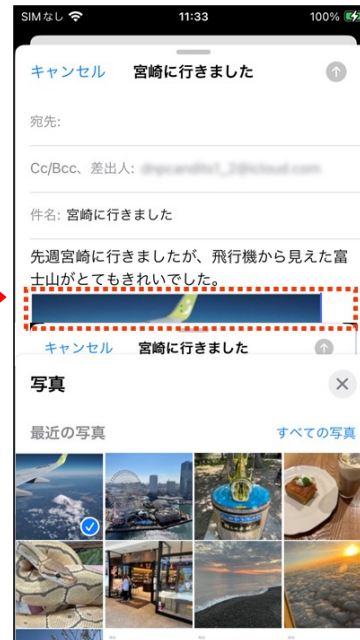 SIMなし 11:33 100%
キャンセル 宮崎に行きました
宛先:
Cc/Bcc、差出人:
件名: 宮崎に行きました
先週宮崎に行きましたが、飛行機から見えた富
士山がとてもきれいでした。
キャンセル 宮崎に行きました
写真
最近の写真 すべての写真